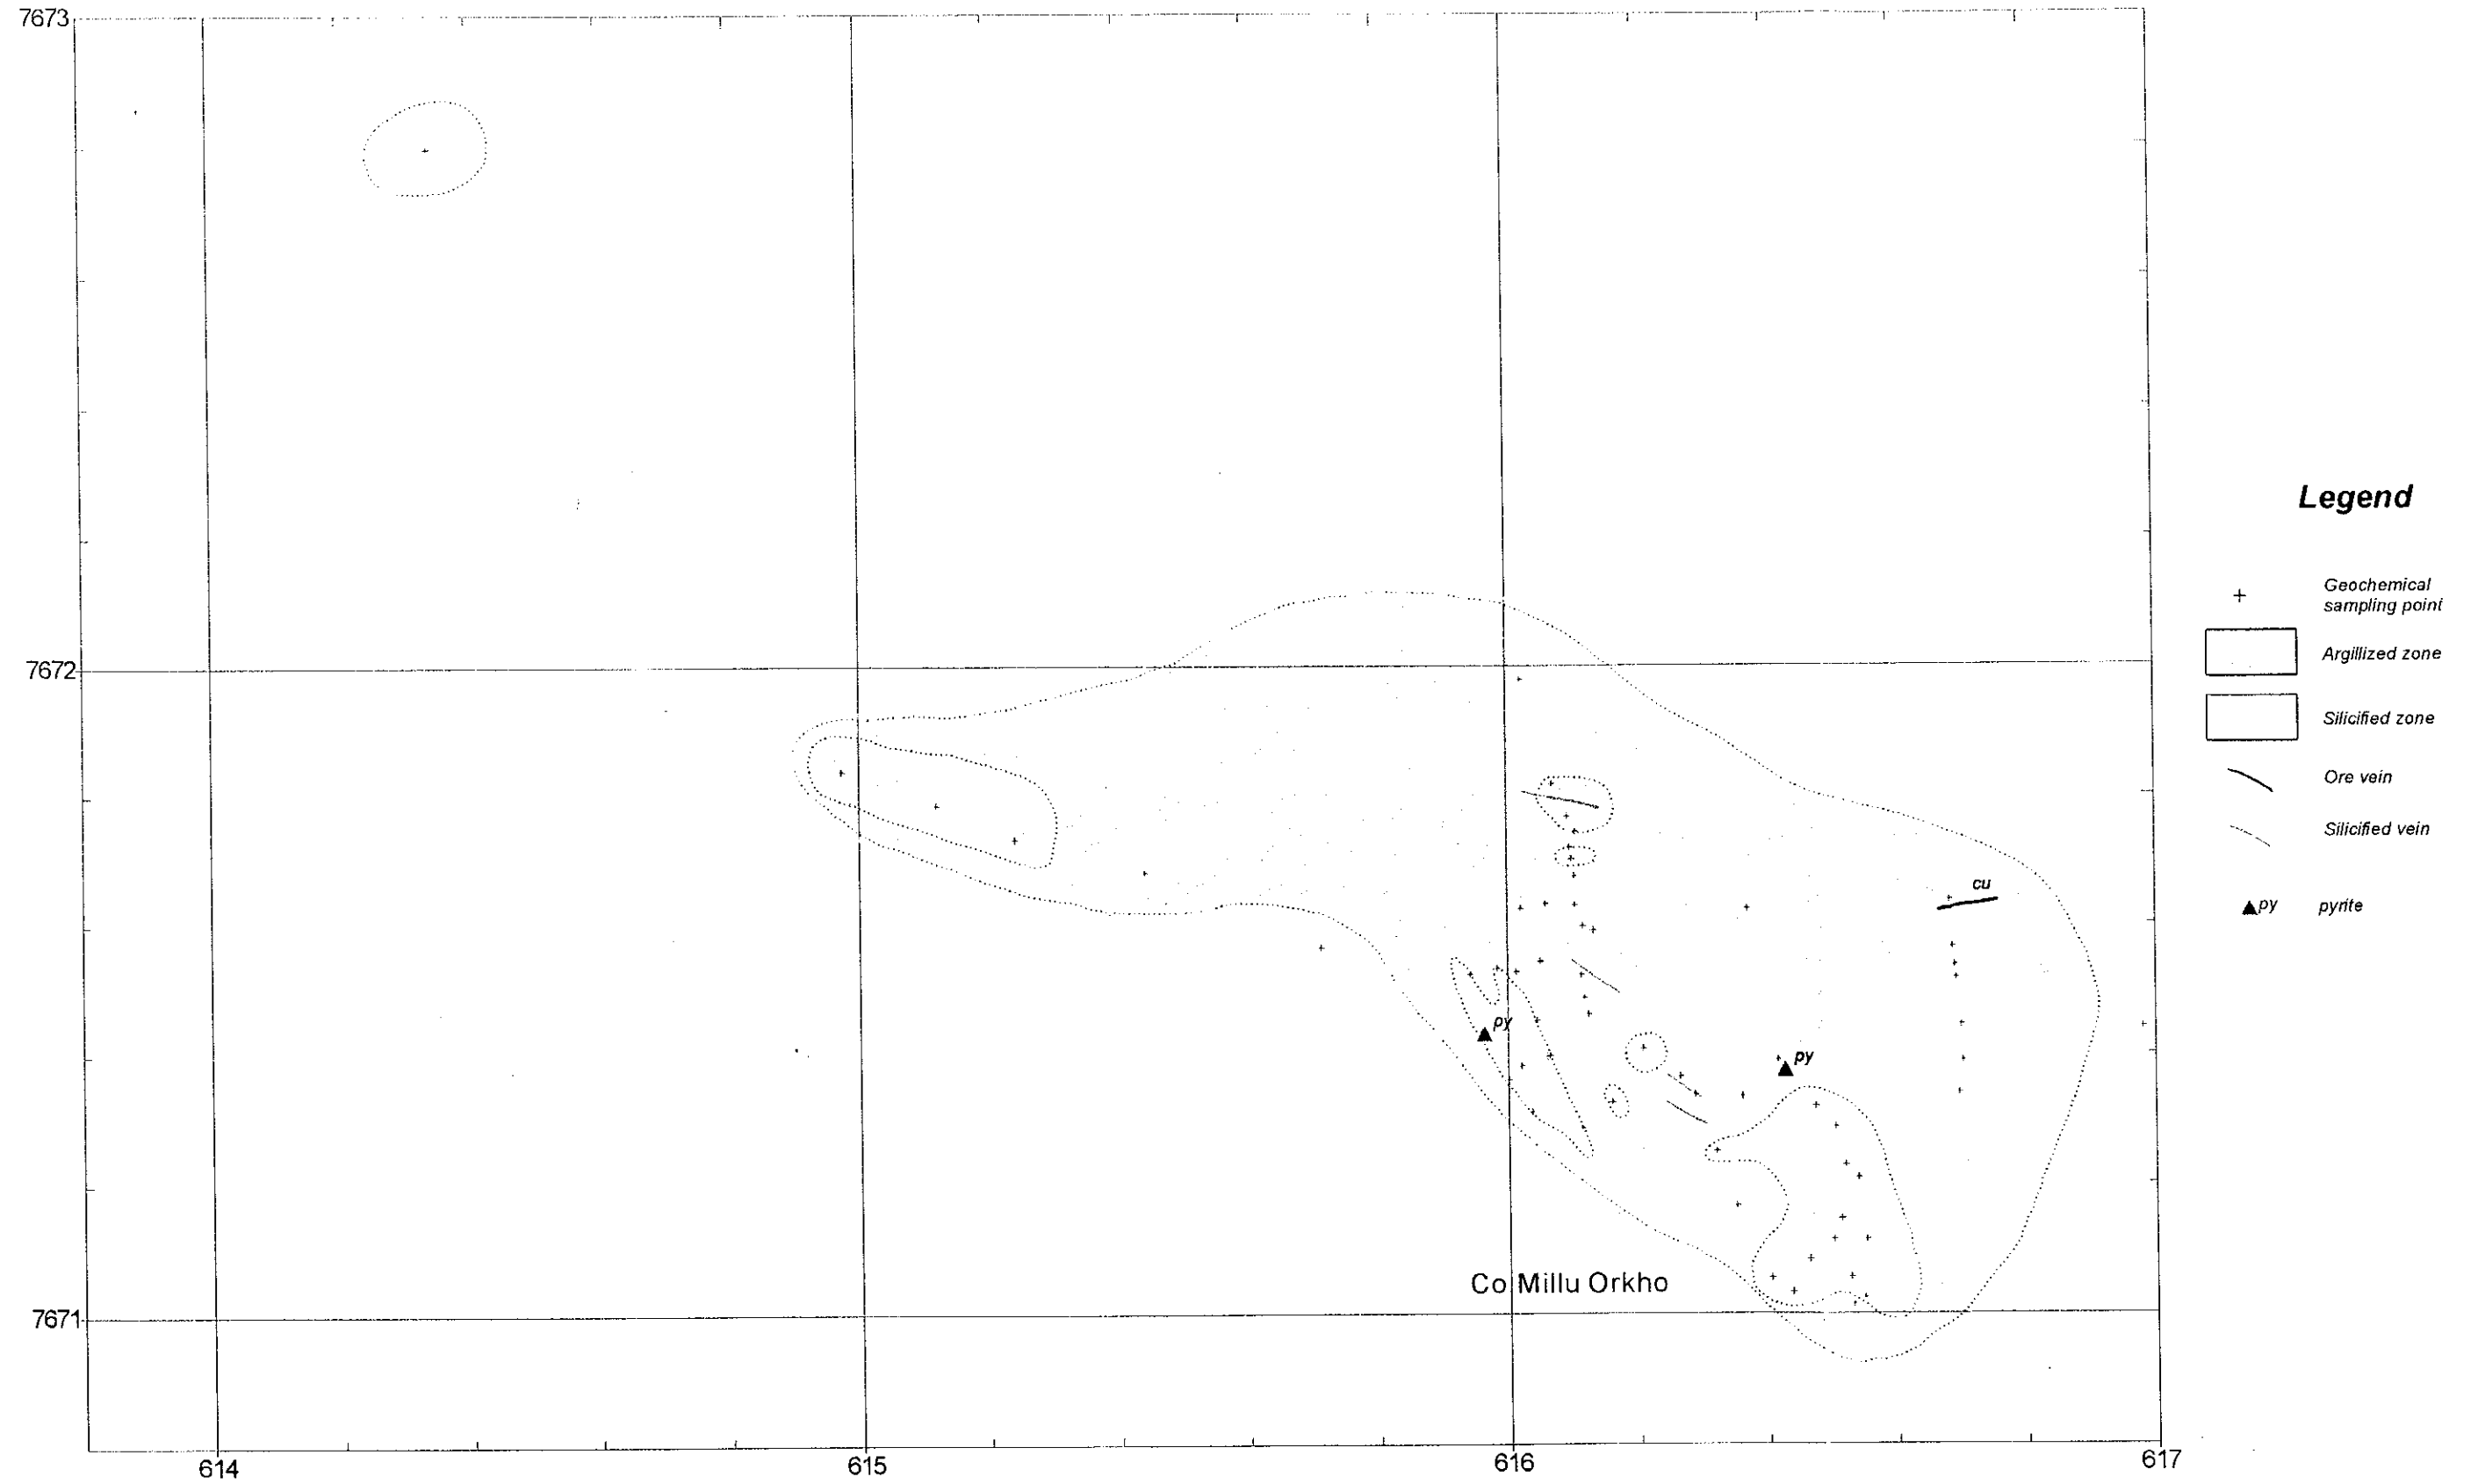 7673
Legend
Geochemical
sampling point
7672
Argillized zone
Silicified zone
Ore vein
Silicified vein
cu
py
pyrite
py
py
Co Millu Orkho
7671
614
615
616
617